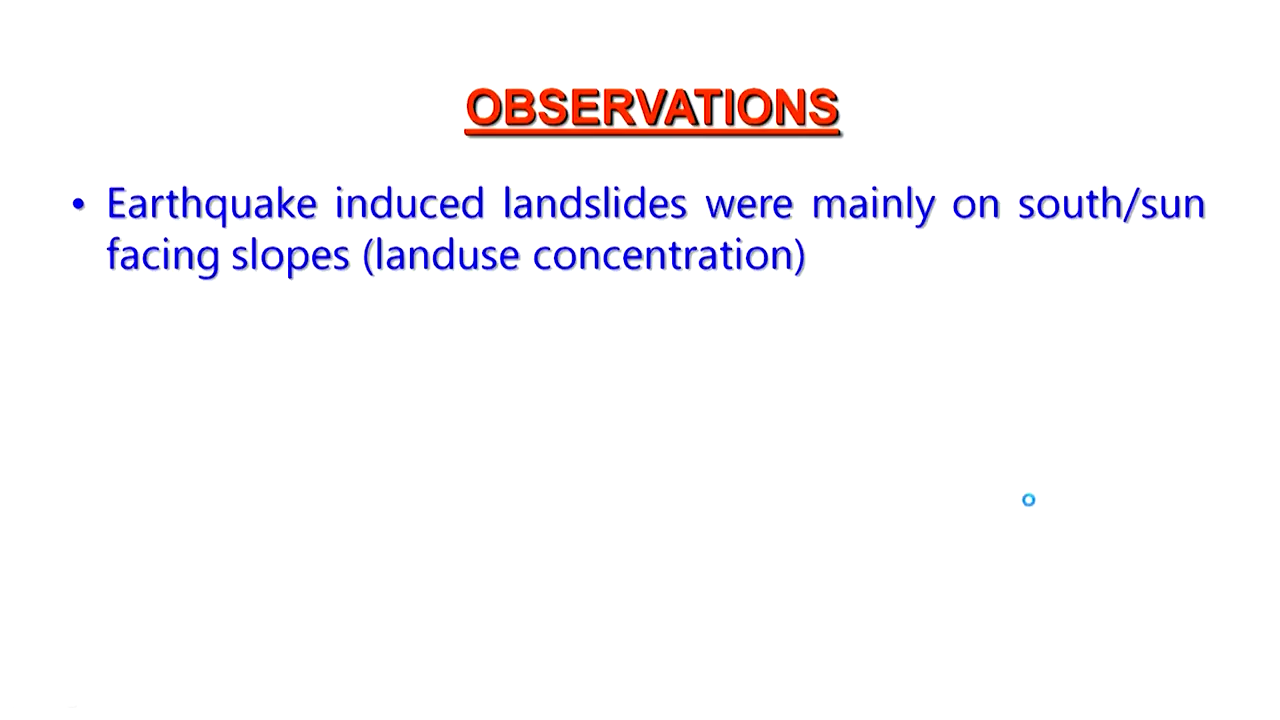 OBSERVATIONS
• Earthquake induced landslides were mainly on south/sun
facing slopes (landuse concentration)